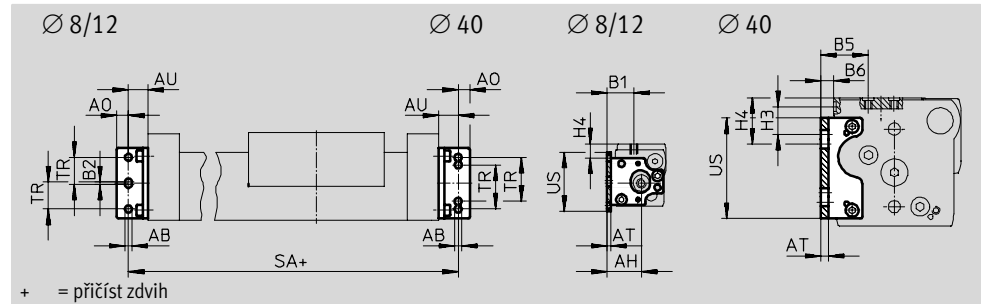 ∅ 8/12
∅ 40
∅ 8/12
∅ 40
AU
AO
AO
AU
B1
B5
B6
H4
H4
H3
TR
B2
TR
TR
TR
US
US
AB
AB
AT
AT
SA+
AH
+ = přičíst zdvih